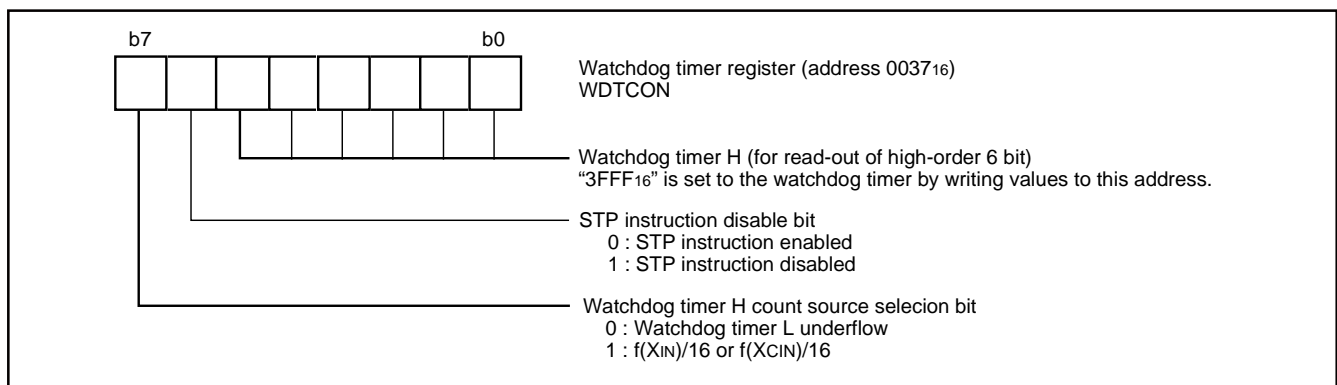 b7 b0
Watchdog timer register (address 0037₁₆)
WDTCON
Watchdog timer H (for read-out of high-order 6 bit)
“3FFF₁₆” is set to the watchdog timer by writing values to this address.
STP instruction disable bit
0 : STP instruction enabled
1 : STP instruction disabled
Watchdog timer H count source selecion bit
0 : Watchdog timer L underflow
1 : f(XIN)/16 or f(XCIN)/16